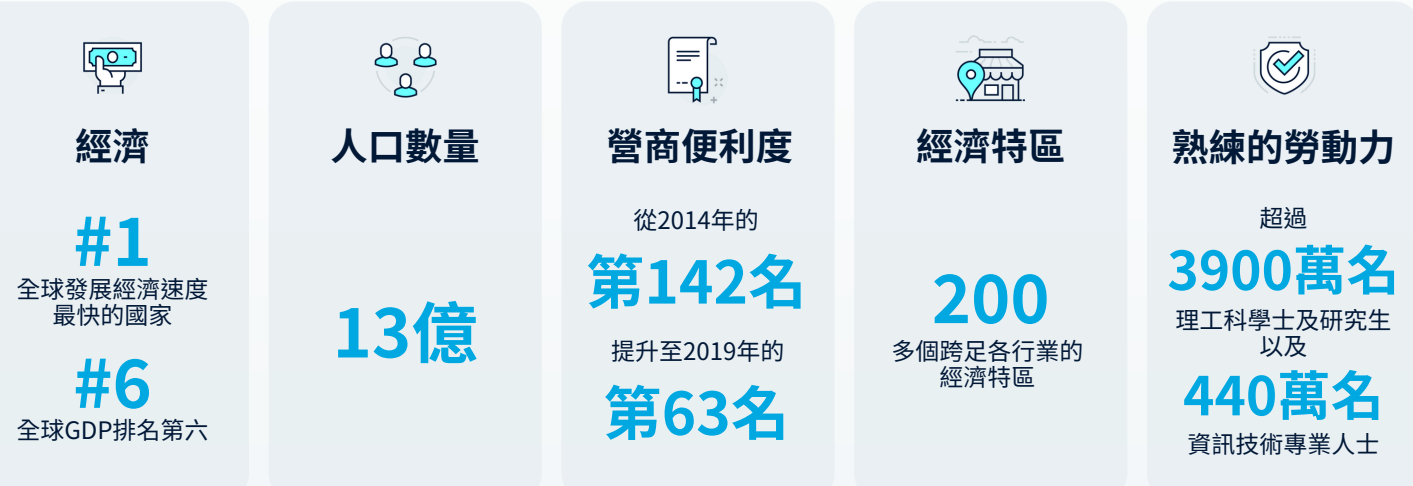 經濟
#1
全球發展經濟速度
最快的國家
#6
全球GDP排名第六
人口數量
13億
營商便利度
從2014年的
第142名
提升至2019年的
第63名
經濟特區
200
多個跨足各行業的
經濟特區
熟練的勞動力
超過
3900萬名
理工科學士及研究生
以及
440萬名
資訊技術專業人士